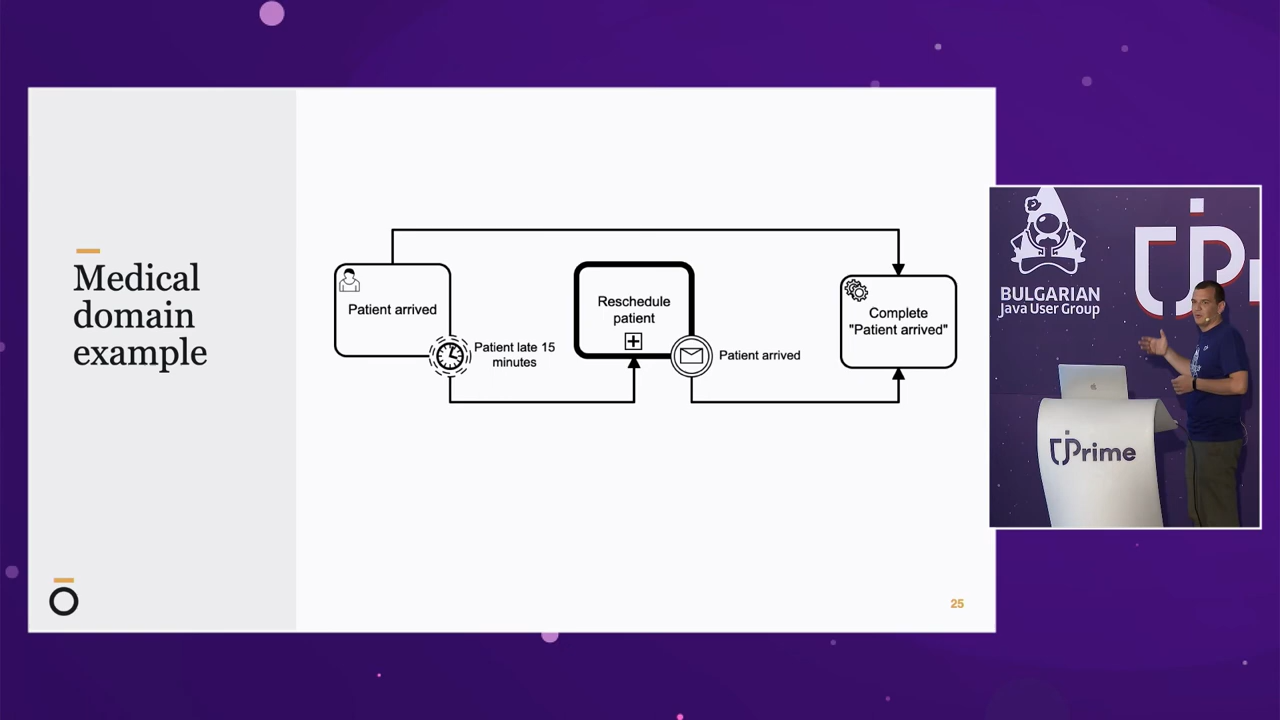 Medical
domain
example
Patient arrived
Patient late 15
minutes
Reschedule
patient
Patient arrived
Complete
"Patient arrived"
25
BULGARIAN
Java User Group
JPrime